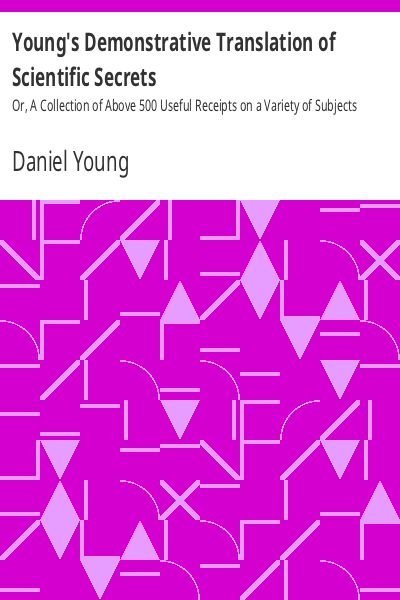 Young's Demonstrative Translation of
Scientific Secrets
Or, A Collection of Above 500 Useful Receipts on a Variety of Subjects
Daniel Young